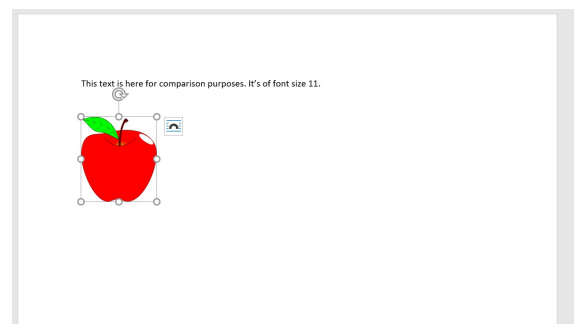 This text is here for comparison purposes. It’s of font size 11.